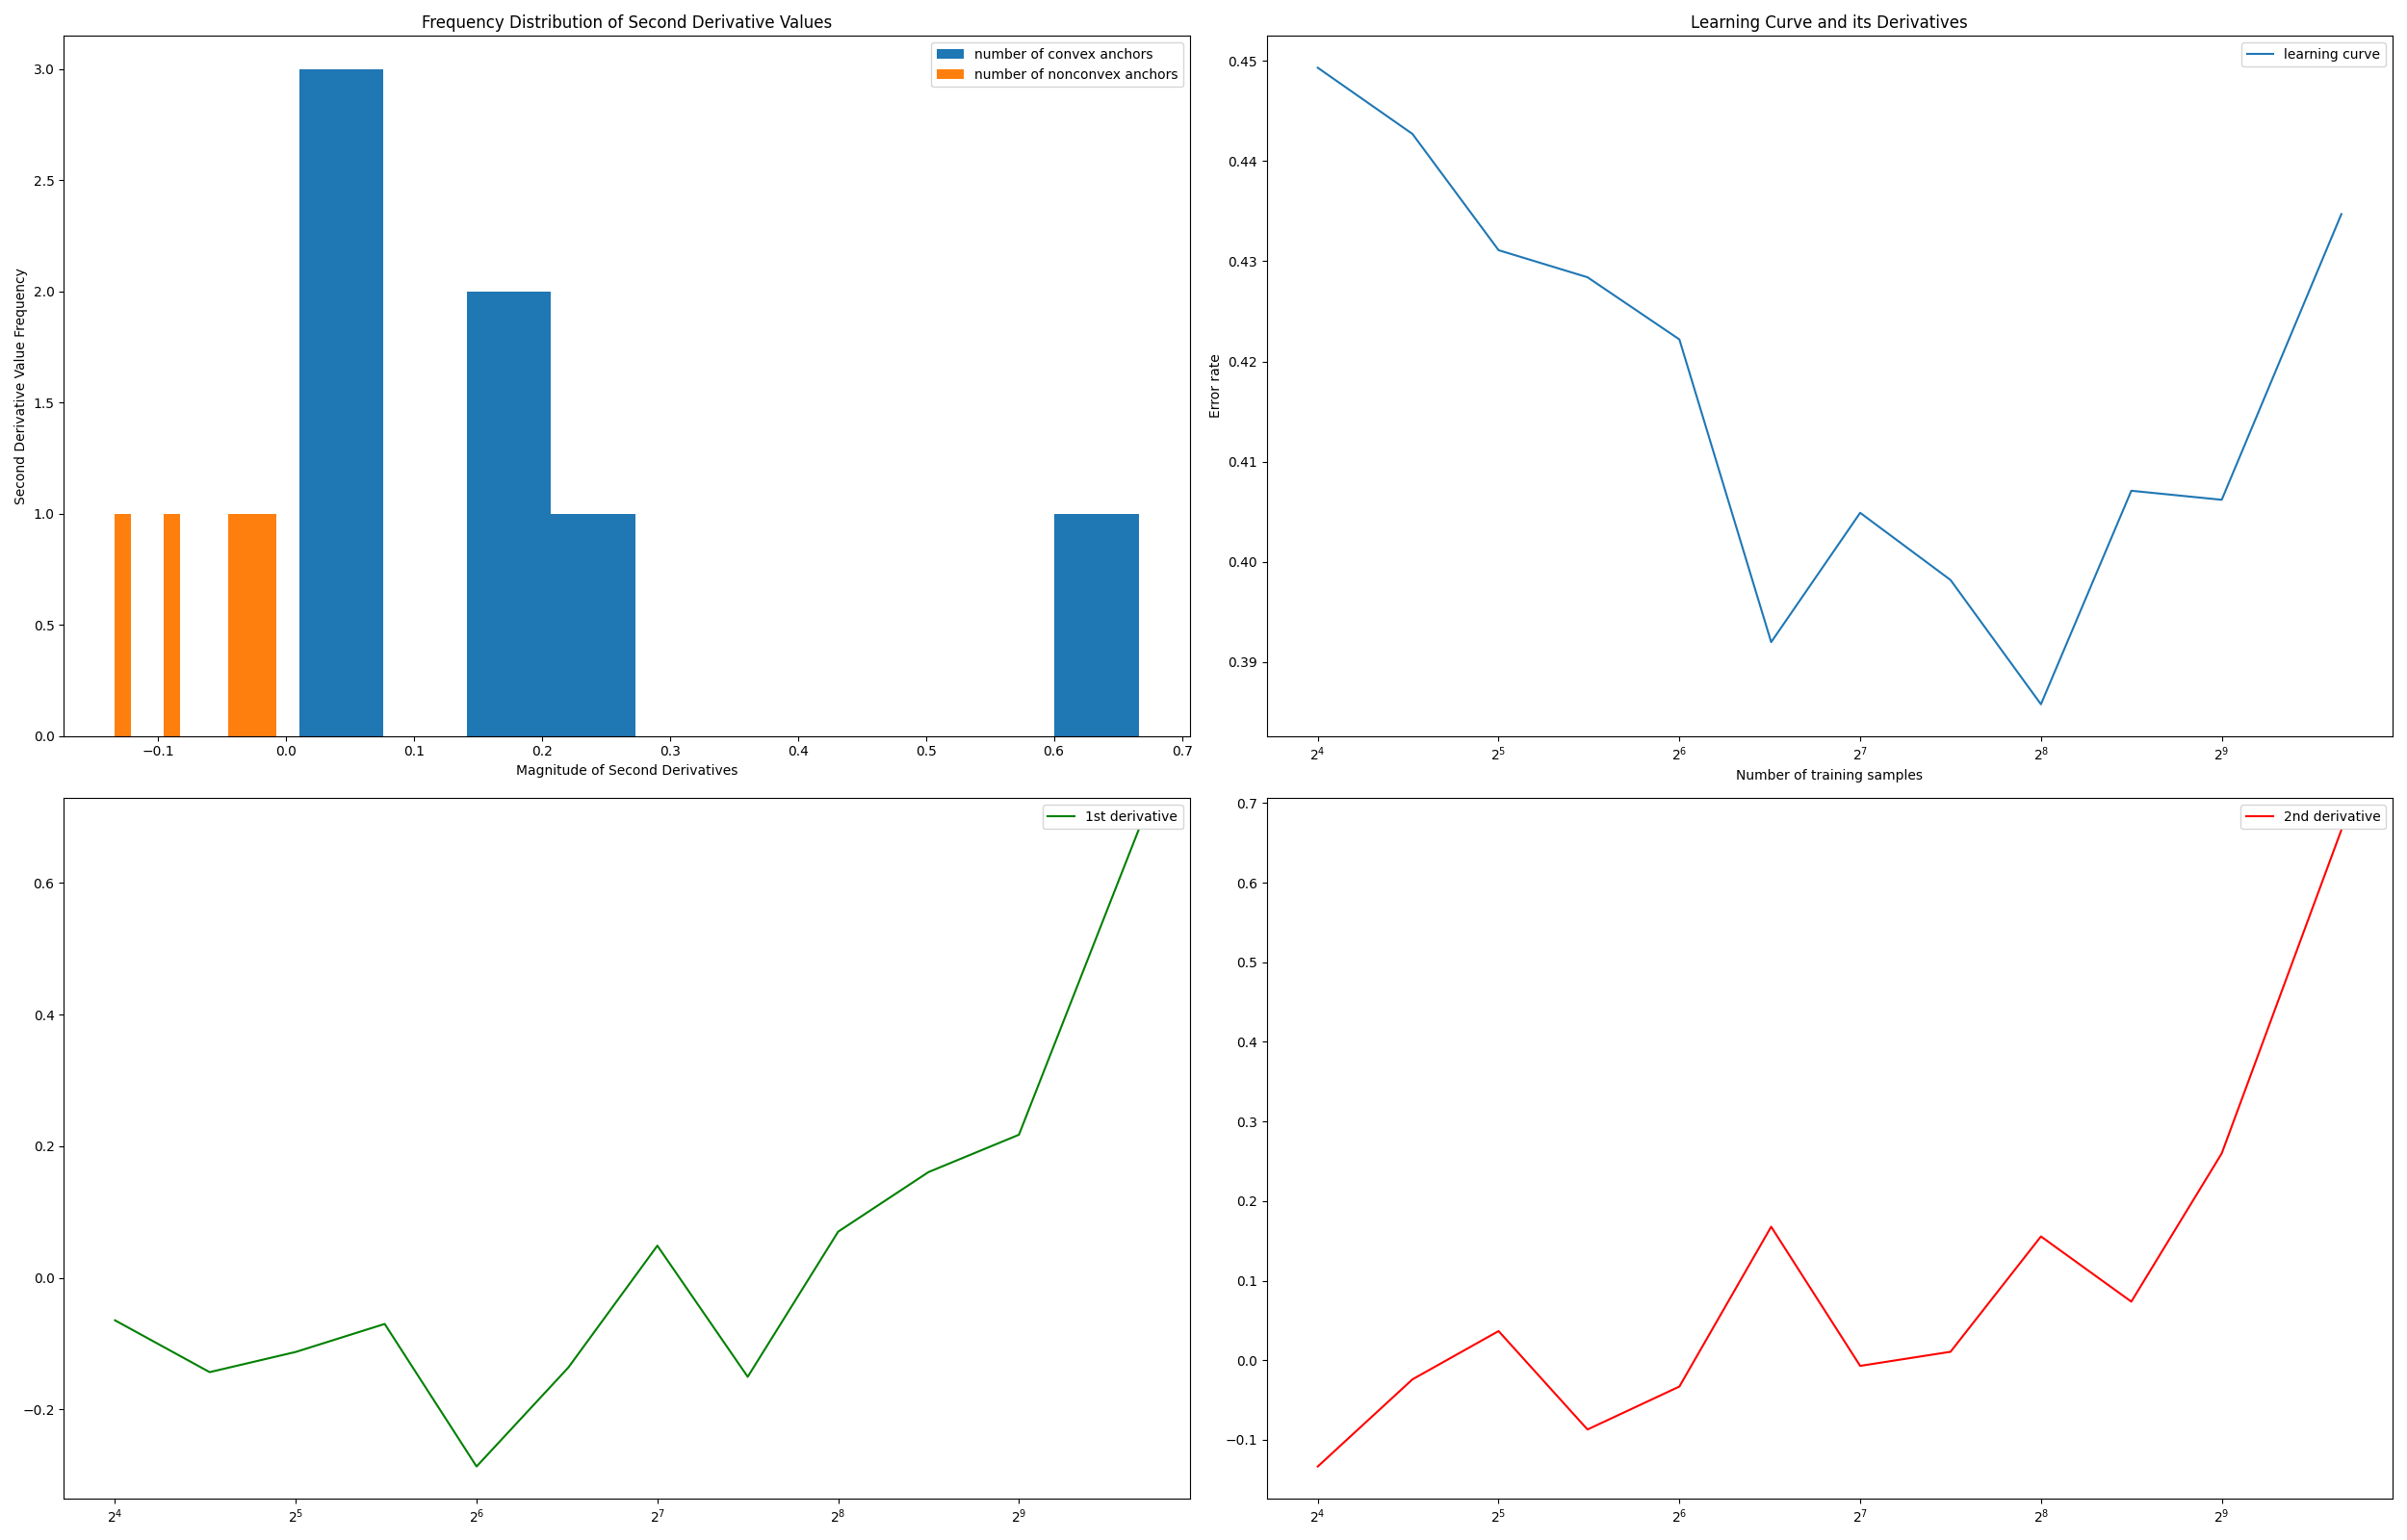 Frequency Distribution of Second Derivative Values
number of convex anchors
number of nonconvex anchors
Second Derivative Value Frequency
3.0
2.5
2.0
1.5
1.0
0.5
0.0
−0.1 0.0 0.1 0.2 0.3 0.4 0.5 0.6 0.7
Magnitude of Second Derivatives
Learning Curve and its Derivatives
learning curve
Error rate
0.45
0.44
0.43
0.42
0.41
0.40
0.39
2⁴ 2⁵ 2⁶ 2⁷ 2⁸ 2⁹
Number of training samples
1st derivative
0.6
0.4
0.2
0.0
−0.2
2⁴ 2⁵ 2⁶ 2⁷ 2⁸ 2⁹
2nd derivative
0.7
0.6
0.5
0.4
0.3
0.2
0.1
0.0
−0.1
2⁴ 2⁵ 2⁶ 2⁷ 2⁸ 2⁹